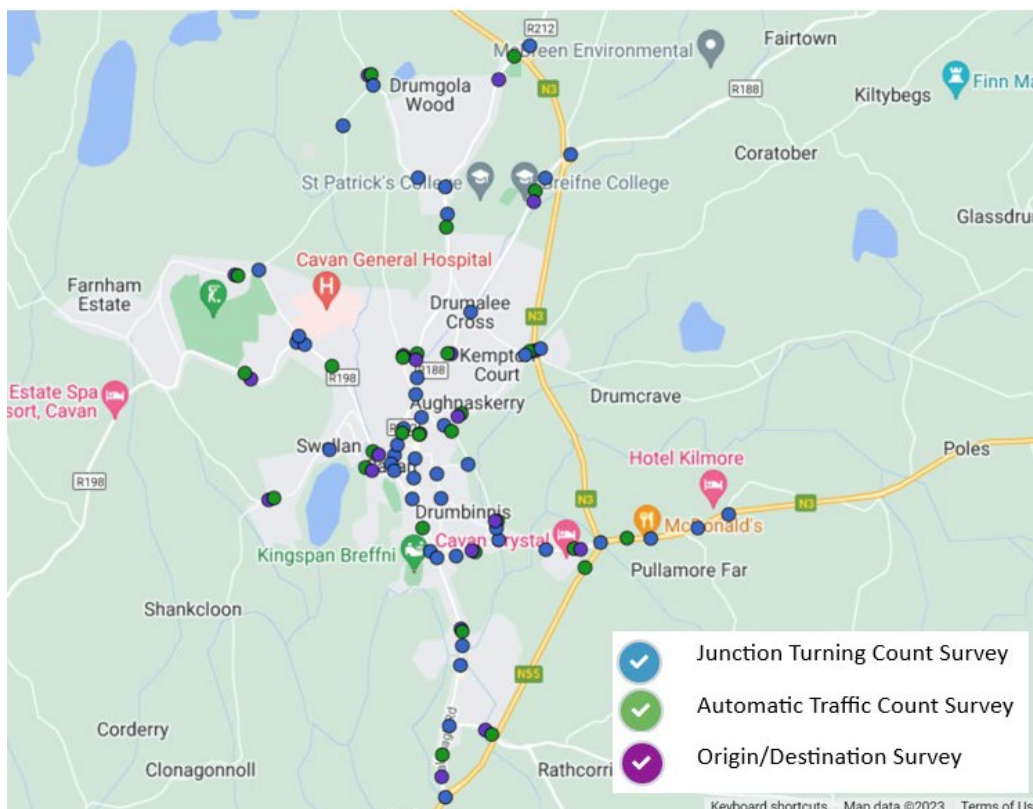 R212
McBreen Environmental
Fairtown
Drumgola
Wood
N3
R188
Kiltybegs
Finn Ma
Coratober
St Patrick's College
Breifne College
Glassdru
Cavan General Hospital
Farnham
Estate
Drumalee
Cross
N3
R188
Kempton
Court
R198
Estate Spa
sort, Cavan
Drumcrave
Aughnaskerry
Swellan
Cavan
Hotel Kilmore
Poles
R198
N3
N3
Drumbinnis
McDonald's
Cavan Crystal
Kingspan Breffni
Pullamore Far
Shankcloon
Junction Turning Count Survey
N55
Automatic Traffic Count Survey
Corderry
Origin/Destination Survey
Clonagonnoll
Rathcorri
Keyboard shortcuts
Map data ©2023
Terms of Us